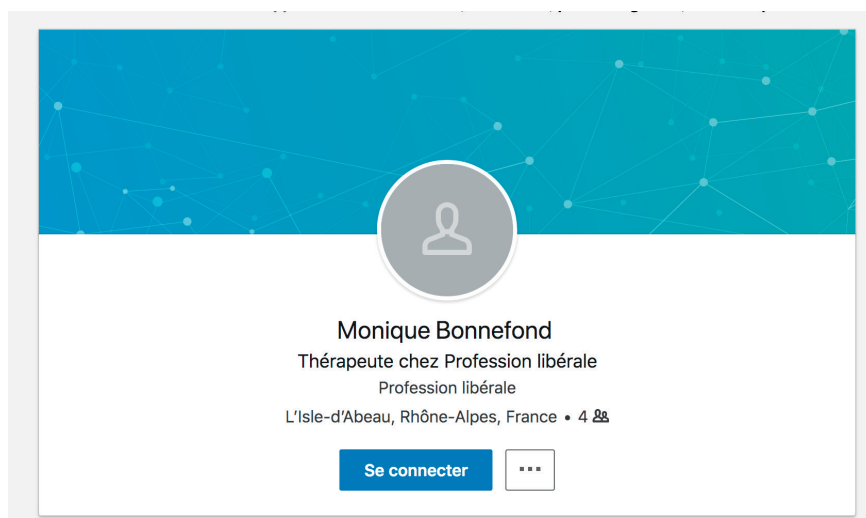 Monique Bonnefond
Thérapeute chez Profession libérale
Profession libérale
L'Isle-d'Abeau, Rhône-Alpes, France • 4
Se connecter